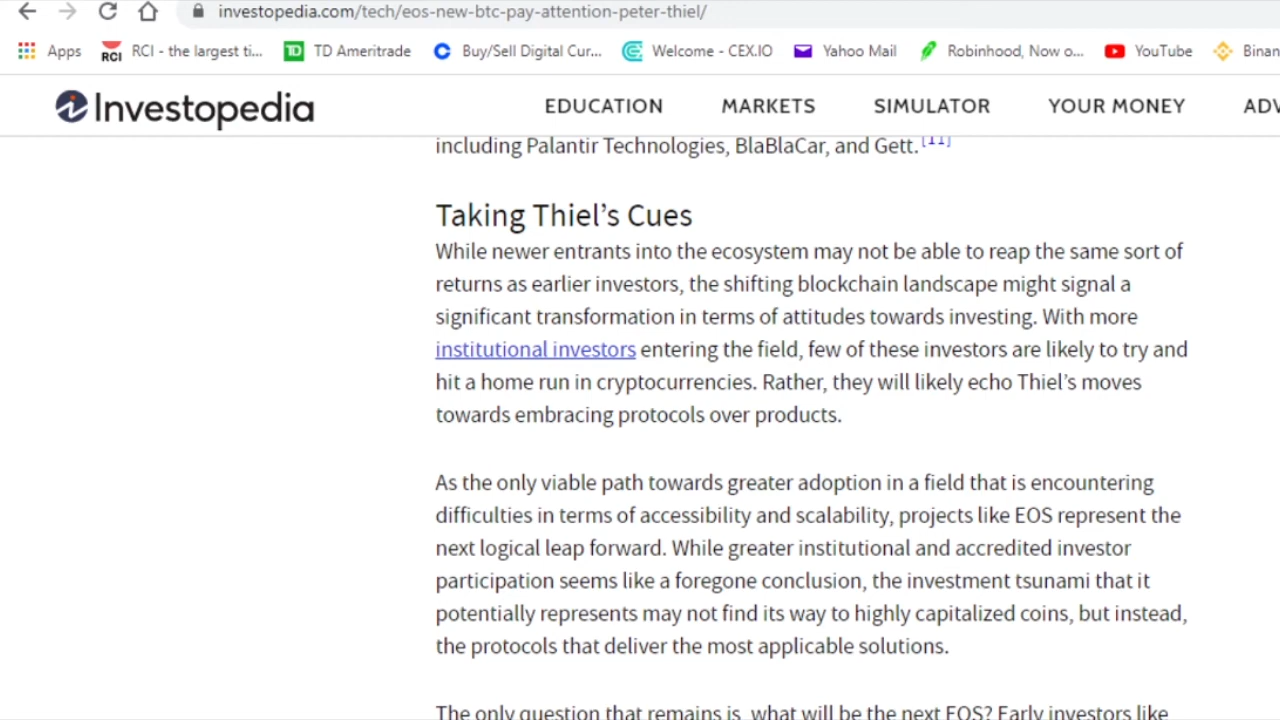 investopedia.com/tech/eos-new-btc-pay-attention-peter-thiel/
Apps RCI - the largest ti... TD Ameritrade Buy/Sell Digital Cur... Welcome - CEX.IO Yahoo Mail Robinhood, Now o... YouTube Binan
Investopedia EDUCATION MARKETS SIMULATOR YOUR MONEY ADV
including Palantir Technologies, BlaBlaCar, and Gett. [11]
Taking Thiel’s Cues
While newer entrants into the ecosystem may not be able to reap the same sort of
returns as earlier investors, the shifting blockchain landscape might signal a
significant transformation in terms of attitudes towards investing. With more
institutional investors entering the field, few of these investors are likely to try and
hit a home run in cryptocurrencies. Rather, they will likely echo Thiel’s moves
towards embracing protocols over products.
As the only viable path towards greater adoption in a field that is encountering
difficulties in terms of accessibility and scalability, projects like EOS represent the
next logical leap forward. While greater institutional and accredited investor
participation seems like a foregone conclusion, the investment tsunami that it
potentially represents may not find its way to highly capitalized coins, but instead,
the protocols that deliver the most applicable solutions.
The only question that remains is, what will be the next EOS? Early investors like